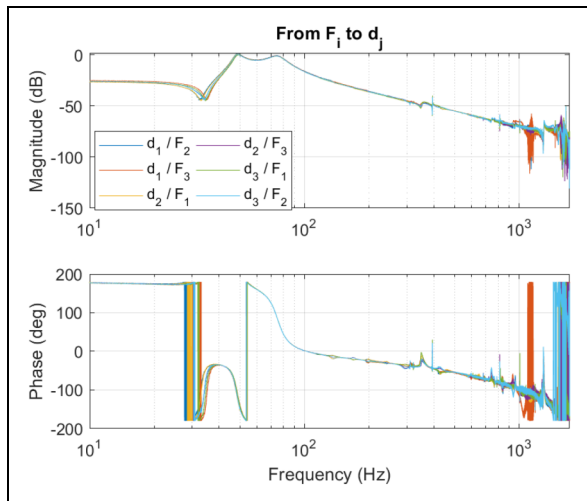 From F_i to d_j
Magnitude (dB)
0
-50
-100
-150
d_1 / F_2
d_2 / F_3
d_1 / F_3
d_3 / F_1
d_2 / F_1
d_3 / F_2
10^1
10^2
10^3
Phase (deg)
200
100
0
-100
-200
10^1
10^2
10^3
Frequency (Hz)